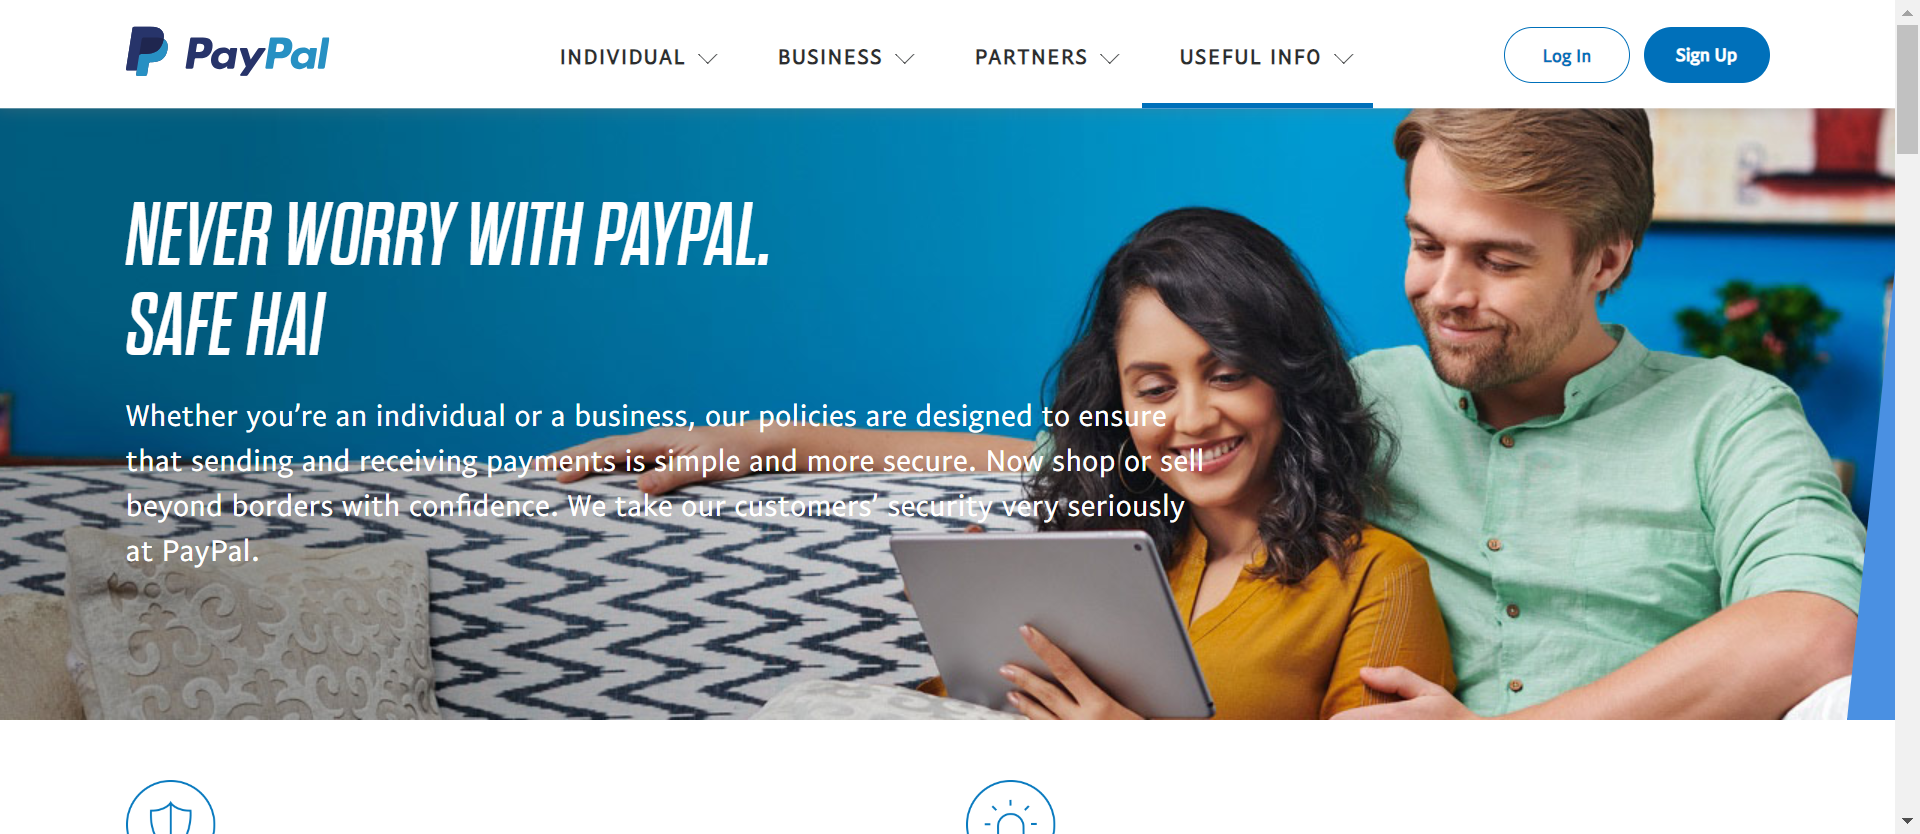 PayPal
INDIVIDUAL
BUSINESS
PARTNERS
USEFUL INFO
Log In
Sign Up
NEVER WORRY WITH PAYPAL.
SAFE HAI
Whether you’re an individual or a business, our policies are designed to ensure
that sending and receiving payments is simple and more secure. Now shop or sell
beyond borders with confidence. We take our customers’ security very seriously
at PayPal.